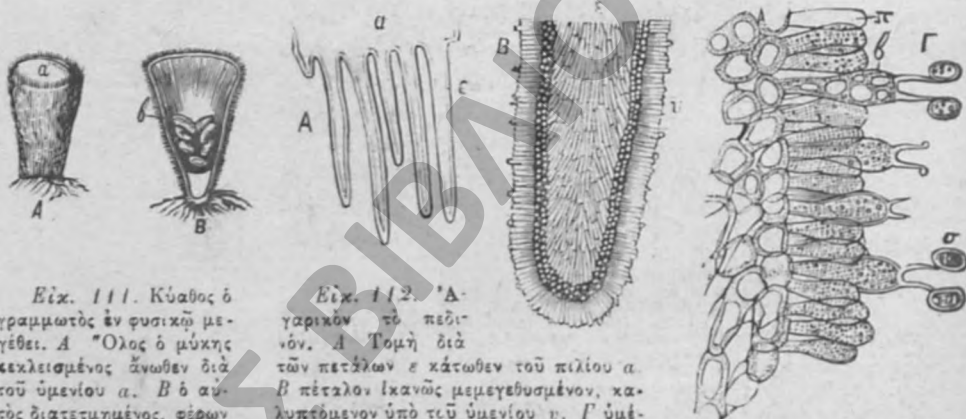 a
A
β
B
a
A
ε
B
υ
π
β
Γ
σ
Εἰκ. 111. Κύαθος ὁ
γραμμωτὸς ἐν φυσικῷ με-
γέθει. A Ὅλος ὁ μύκης
κεκλεισμένος ἄνωθεν διὰ
τοῦ ὑμενίου a. B ὁ αὐ-
τὸς διατετμημένος, φέρων
Εἰκ. 112. Ἀ-
γαρικὸν τὸ πεδι-
νόν. A Τομὴ διὰ
τῶν πετάλων ε κάτωθεν τοῦ πιλίου a.
B πέταλον ἱκανῶς μεμεγεθυσμένον, κα-
λυπτόμενον ὑπὸ τοῦ ὑμενίου υ. Γ ὑμέ-